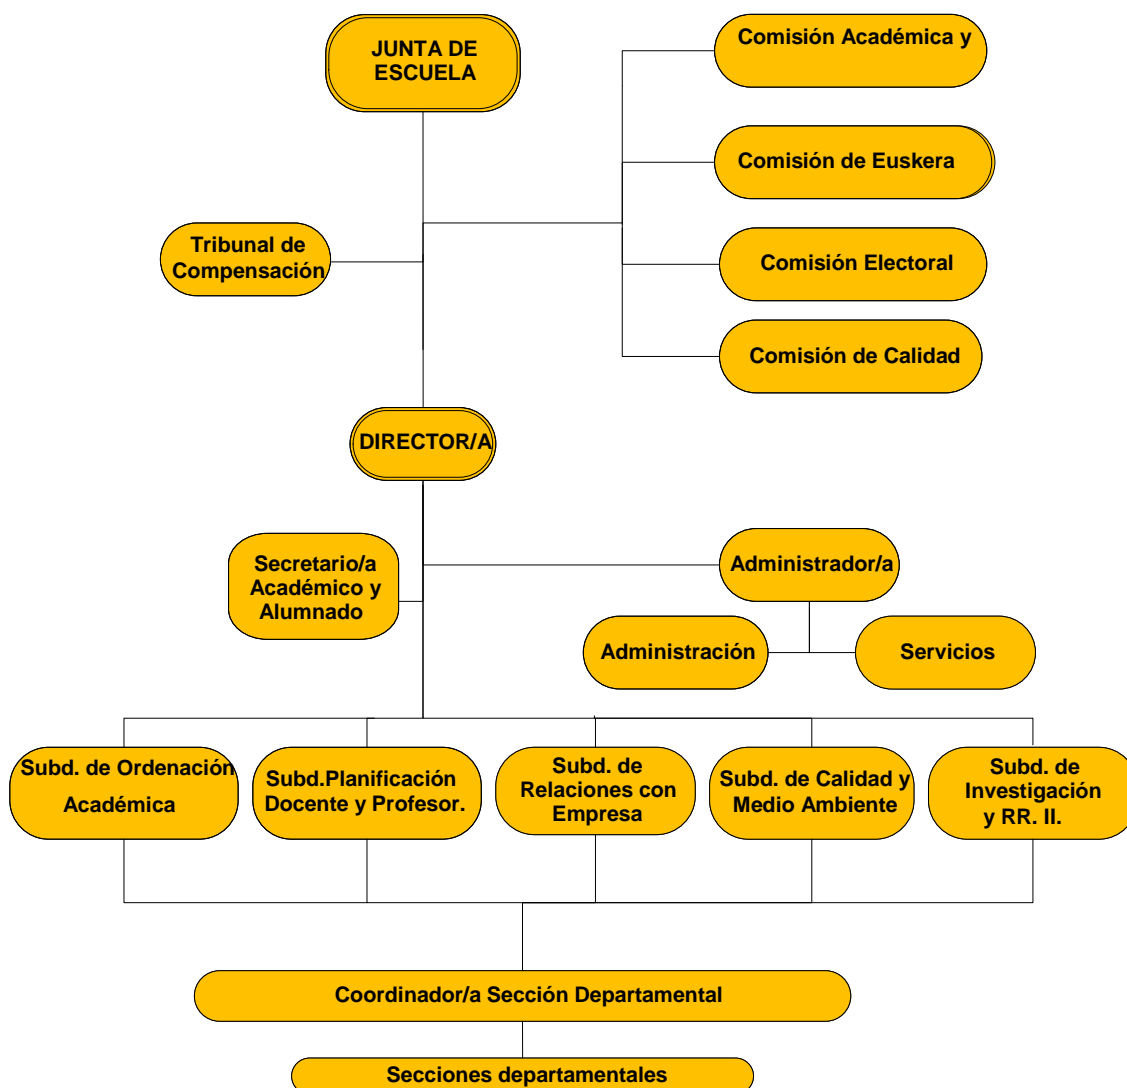 JUNTA DE
ESCUELA
Comisión Académica y
Comisión de Euskera
Tribunal de
Compensación
Comisión Electoral
Comisión de Calidad
DIRECTOR/A
Secretario/a
Académico y
Alumnado
Administrador/a
Administración
Servicios
Subd. de Ordenación
Académica
Subd.Planificación
Docente y Profesor.
Subd. de
Relaciones con
Empresa
Subd. de Calidad y
Medio Ambiente
Subd. de
Investigación
y RR. II.
Coordinador/a Sección Departamental
Secciones departamentales